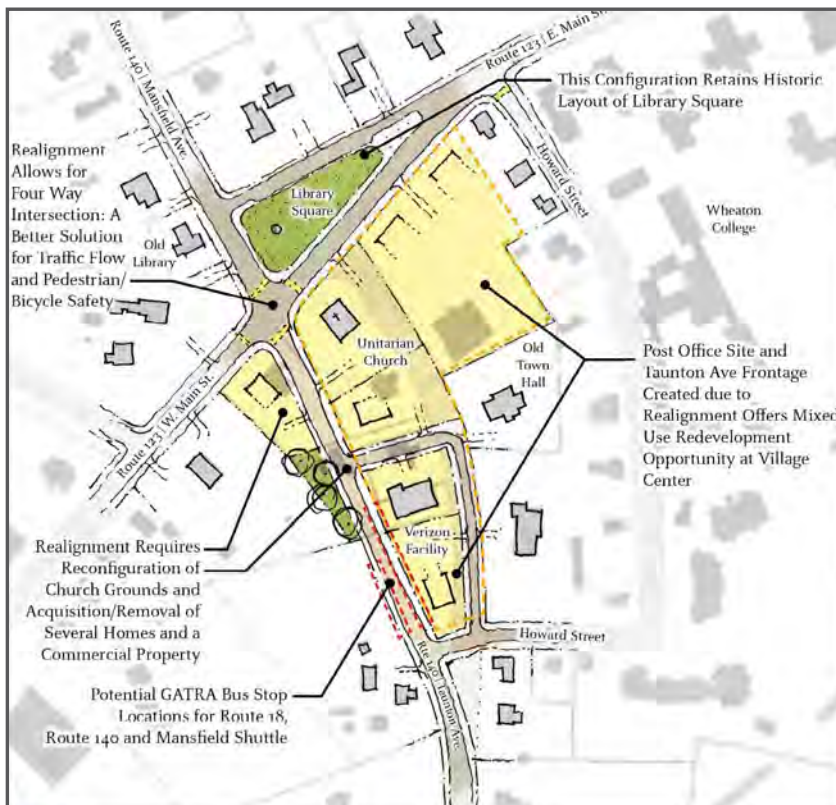 Route 140 | Mansfield Ave.
Route 123 | E. Main St.
This Configuration Retains Historic
Layout of Library Square
Realignment
Allows for
Four Way
Intersection: A
Better Solution
for Traffic Flow
and Pedestrian/
Bicycle Safety
Library
Square
Howard Street
Old
Library
Wheaton
College
Unitarian
Church
Old
Town
Hall
Post Office Site and
Taunton Ave Frontage
Created due to
Realignment Offers Mixed
Use Redevelopment
Opportunity at Village
Center
Route 123 | W. Main St.
Verizon
Facility
Realignment Requires
Reconfiguration of
Church Grounds and
Acquisition/Removal of
Several Homes and a
Commercial Property
Howard Street
Rte 140 | Taunton Ave.
Potential GATRA Bus Stop
Locations for Route 18,
Route 140 and Mansfield Shuttle